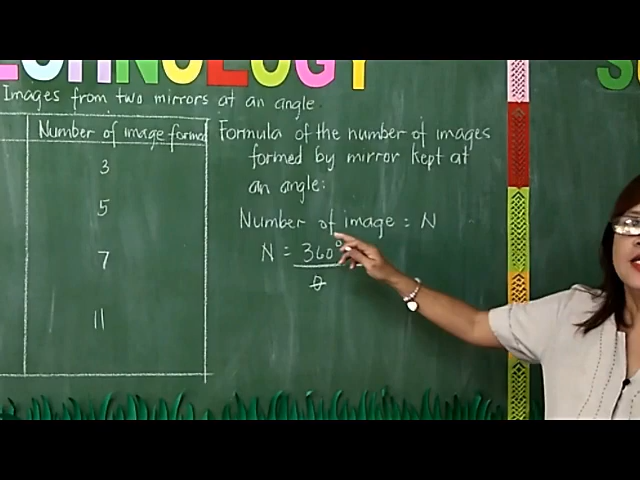 TECHNOLOGY
Images from two mirrors at an angle.
Number of image formed
3
5
7
11
Formula of the number of images
formed by mirror kept at
an angle:
Number of image = N
N = 360°
θ